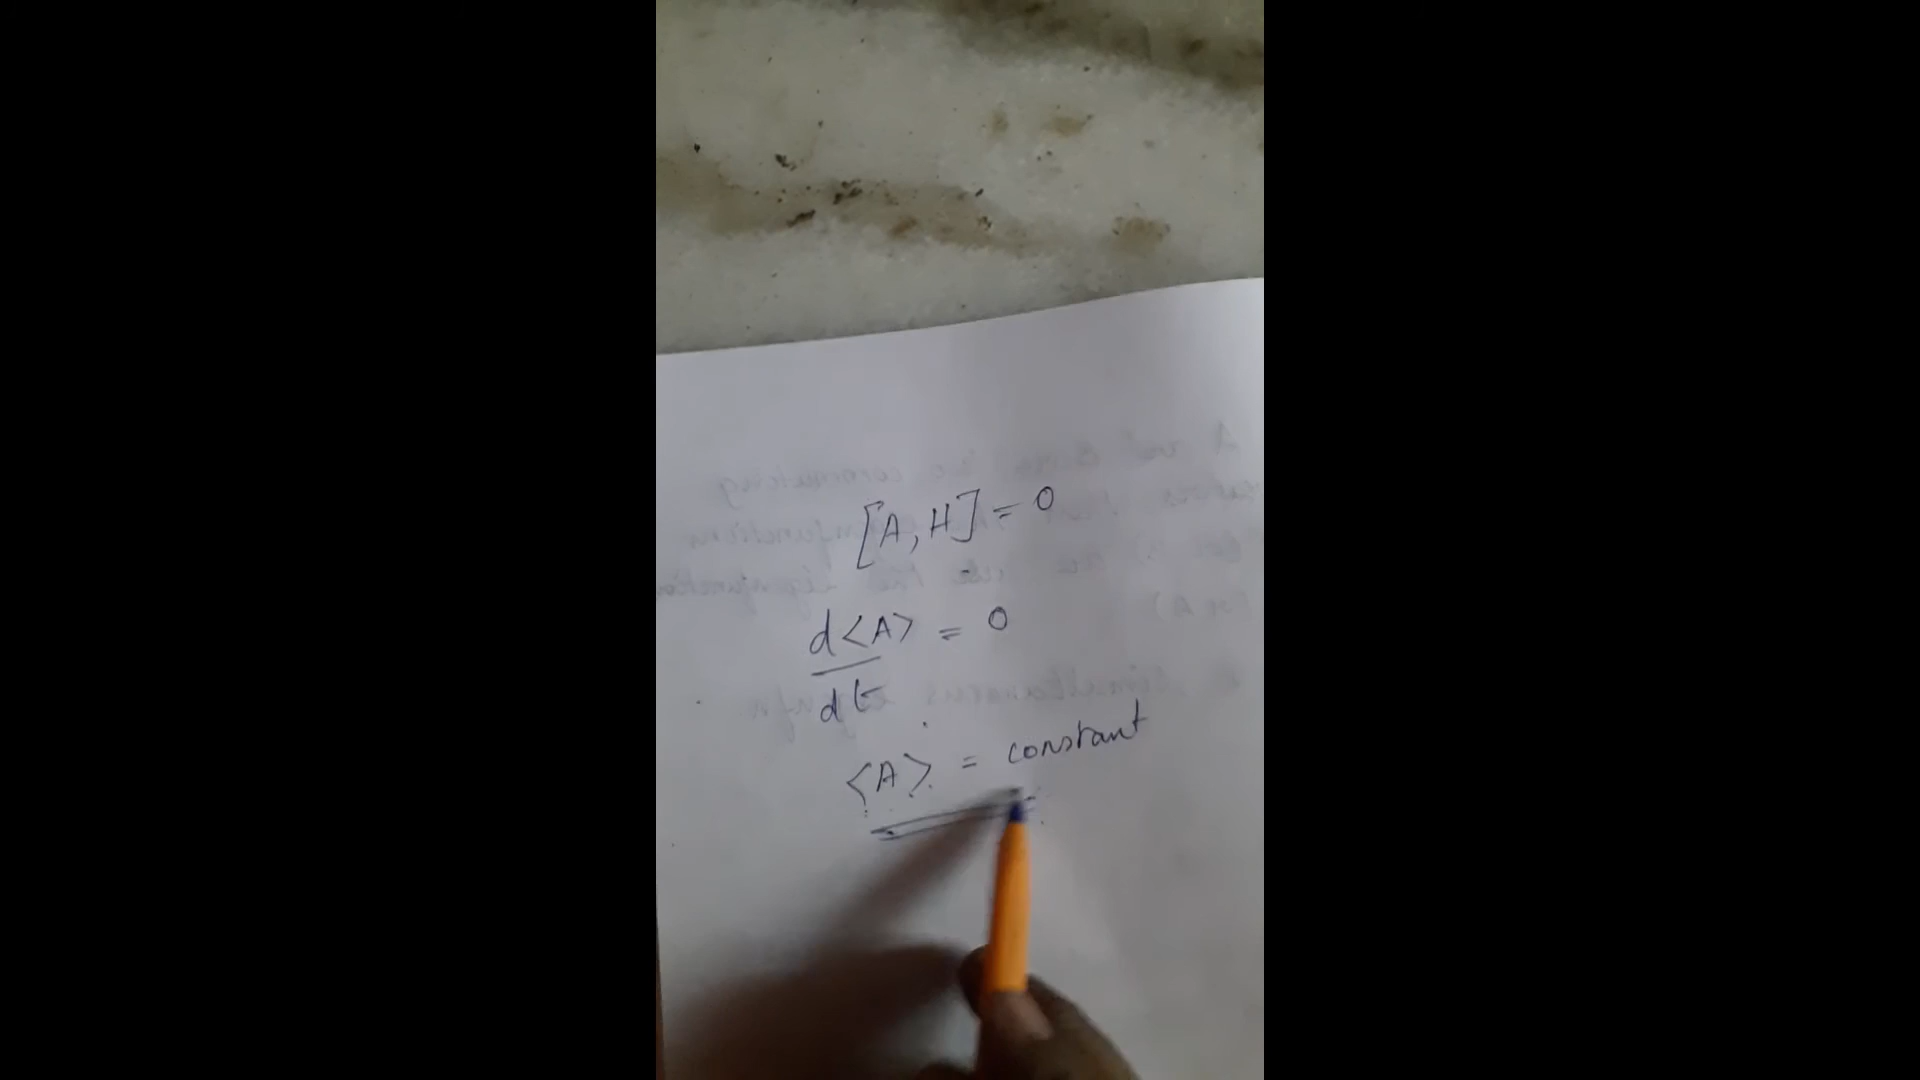 [A, H] = 0
d<A> = 0
dt
<A> = constant